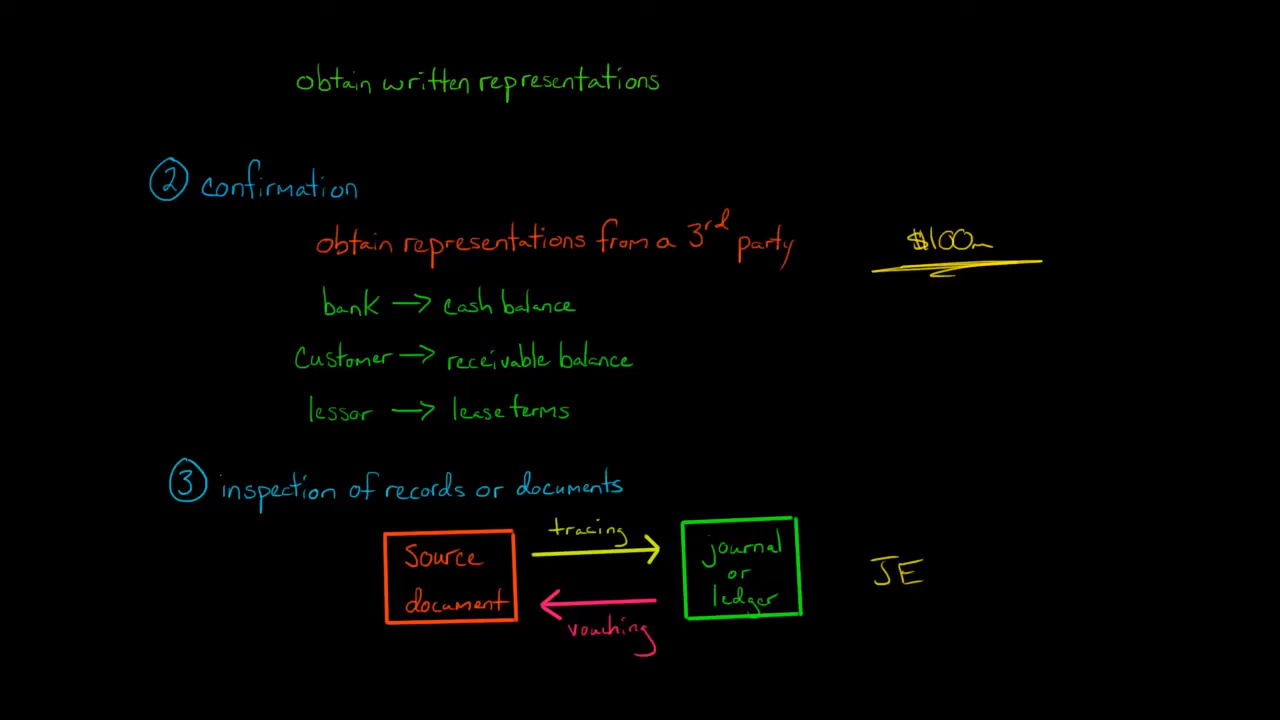 obtain written representations
2 confirmation
obtain representations from a 3rd party
$100m
bank → cash balance
customer → receivable balance
lessor → lease terms
3 inspection of records or documents
source
document
tracing
vouching
journal
or
ledger
JE